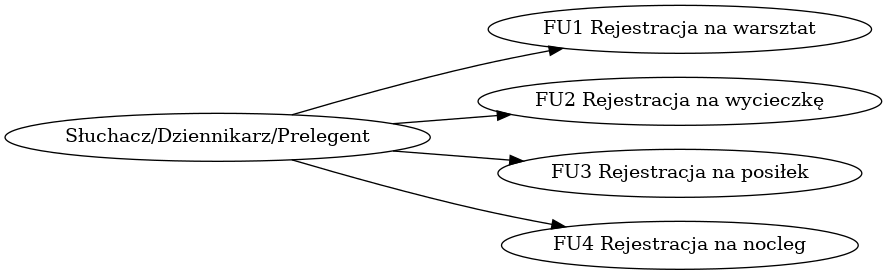 FU1 Rejestracja na warsztat
FU2 Rejestracja na wycieczkę
Słuchacz/Dziennikarz/Prelegent
FU3 Rejestracja na posiłek
FU4 Rejestracja na nocleg